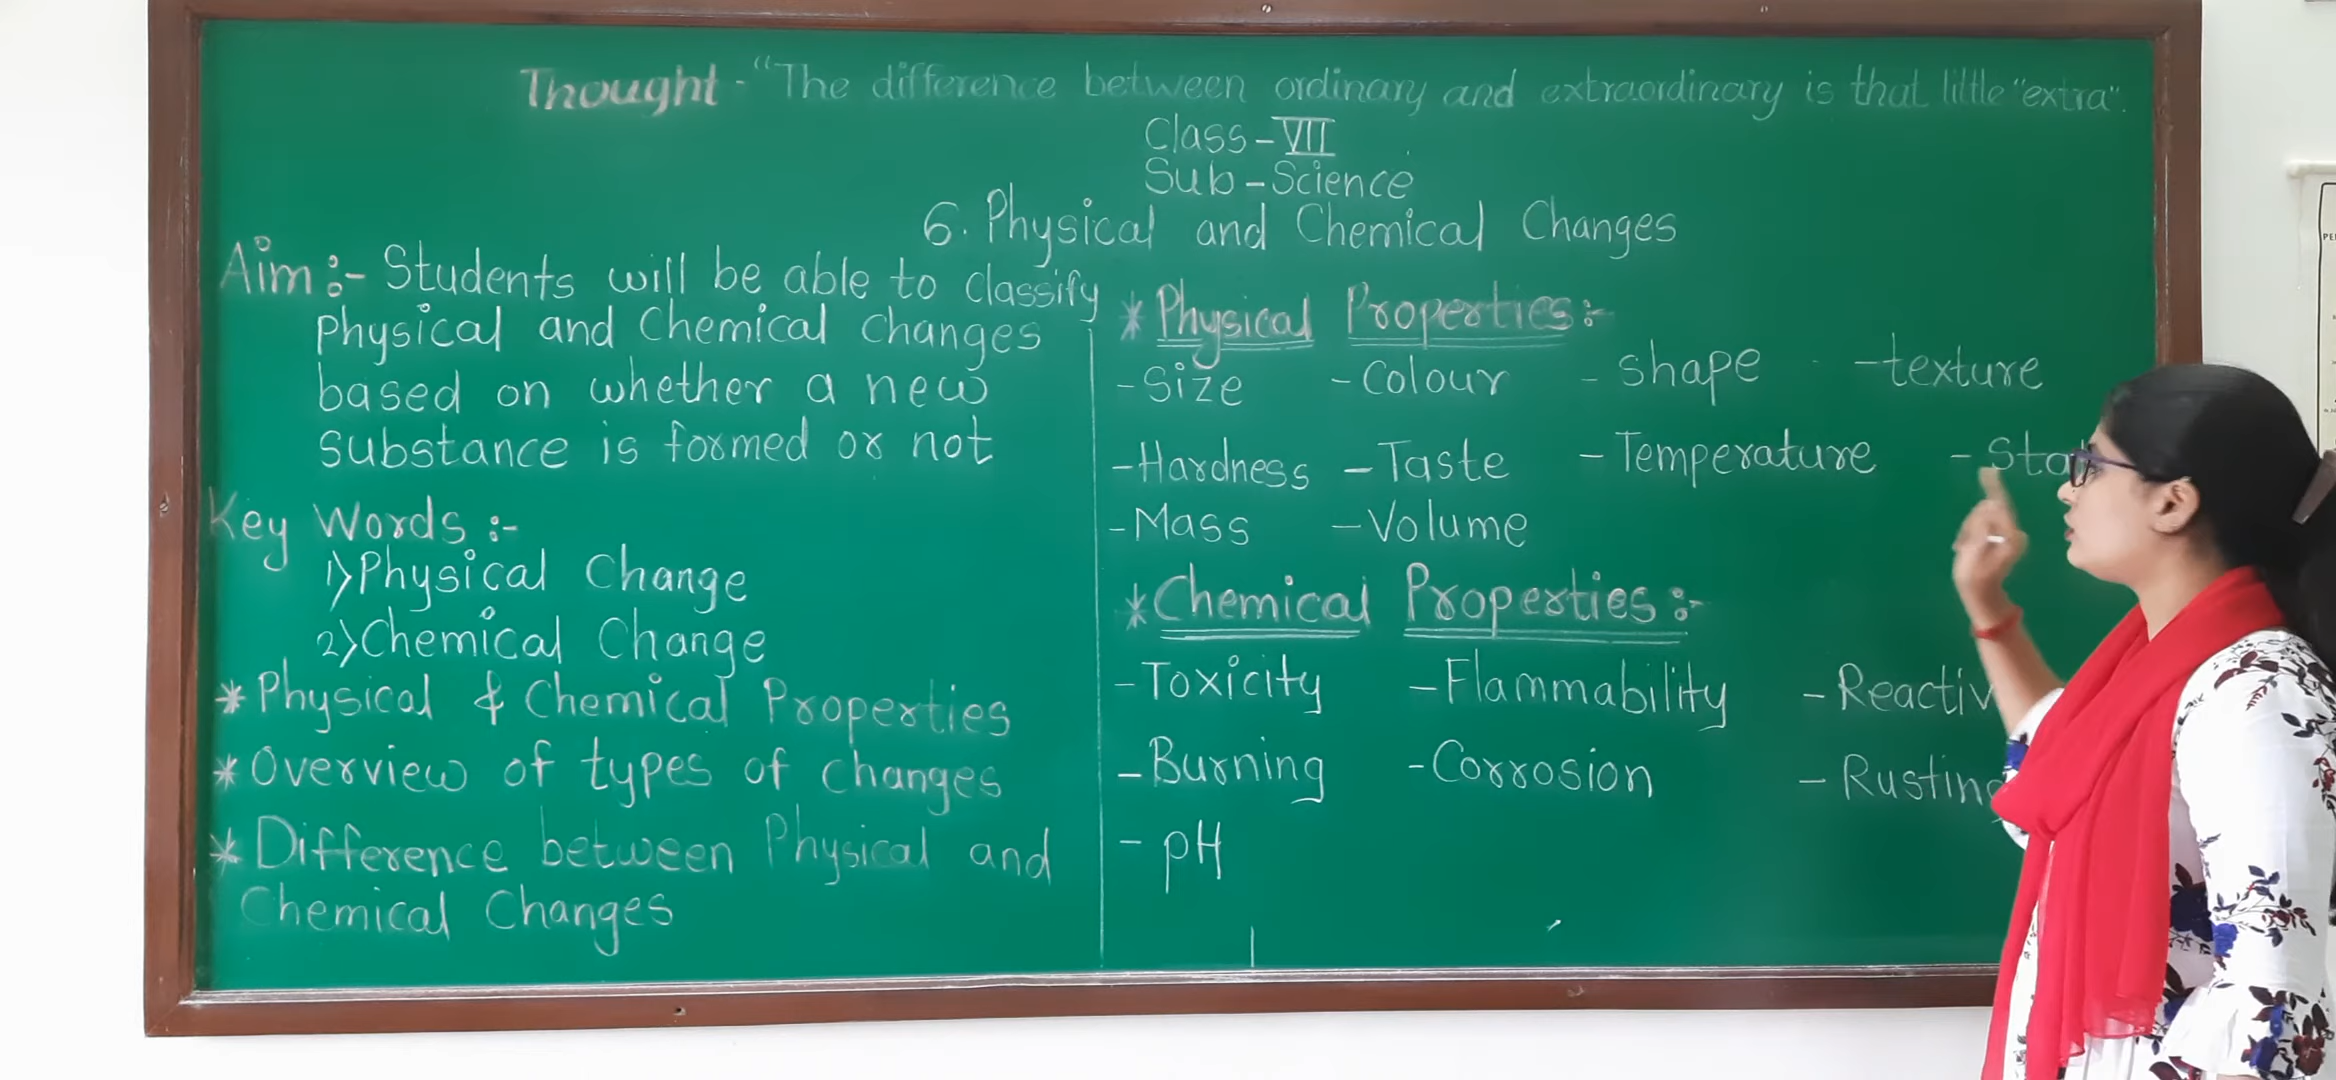 Thought - "The difference between ordinary and extraordinary is that little "extra".
Class - VII
Sub - Science
6. Physical and Chemical Changes
Aim :- Students will be able to classify
Physical and Chemical changes
based on whether a new
substance is formed or not
Key Words :-
1) Physical Change
2) Chemical Change
* Physical & Chemical Properties
* Overview of types of changes
* Difference between Physical and
Chemical Changes
* Physical Properties :-
- Size - Colour - shape - texture
- Hardness - Taste - Temperature
- Mass - Volume
* Chemical Properties :-
- Toxicity - Flammability - Reactiv
- Burning - Corrosion - Rusting
- pH